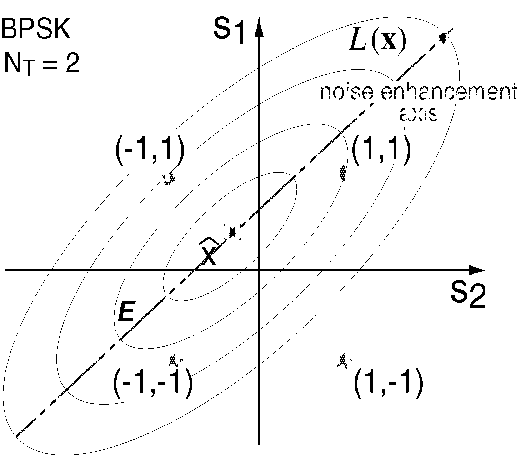 BPSK
N_T = 2
S1
L(x)
noise enhancement
axis
(-1,1)
(1,1)
x̂
S2
E
(-1,-1)
(1,-1)